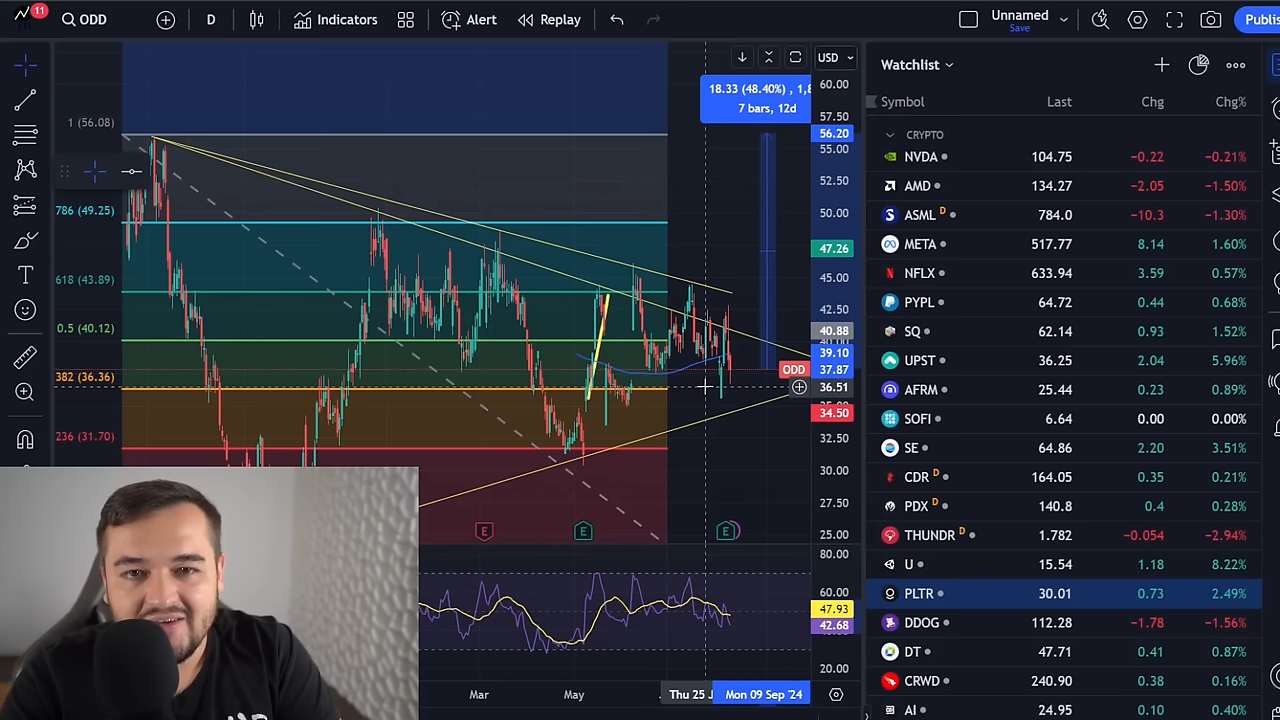 11
ODD
D
Indicators
Alert
Replay
Unnamed
Save
Publi
18.33 (48.40%) , 1,8
7 bars, 12d
USD
1 (56.08)
786 (49.25)
618 (43.89)
0.5 (40.12)
382 (36.36)
236 (31.70)
60.00
57.50
56.20
55.00
52.50
50.00
47.26
45.00
42.50
40.88
40.00
39.10
ODD 37.87
36.51
34.50
32.50
30.00
27.50
25.00
E
E
E
80.00
60.00
47.93
42.68
20.00
Mar
May
Thu 25 J
Mon 09 Sep '24
Watchlist
Symbol Last Chg Chg%
CRYPTO
NVDA 104.75 −0.22 −0.21%
AMD 134.27 −2.05 −1.50%
ASML D 784.0 −10.3 −1.30%
META 517.77 8.14 1.60%
NFLX 633.94 3.59 0.57%
PYPL 64.72 0.44 0.68%
SQ 62.14 0.93 1.52%
UPST 36.25 2.04 5.96%
AFRM 25.44 0.23 0.89%
SOFI 6.64 0.00 0.00%
SE 64.86 2.20 3.51%
CDR D 164.05 0.35 0.21%
PDX D 140.8 0.4 0.28%
THUNDR D 1.782 −0.054 −2.94%
U 15.54 1.18 8.22%
PLTR 30.01 0.73 2.49%
DDOG 112.28 −1.78 −1.56%
DT 47.71 0.41 0.87%
CRWD 240.90 0.38 0.16%
AI 24.95 0.10 0.40%